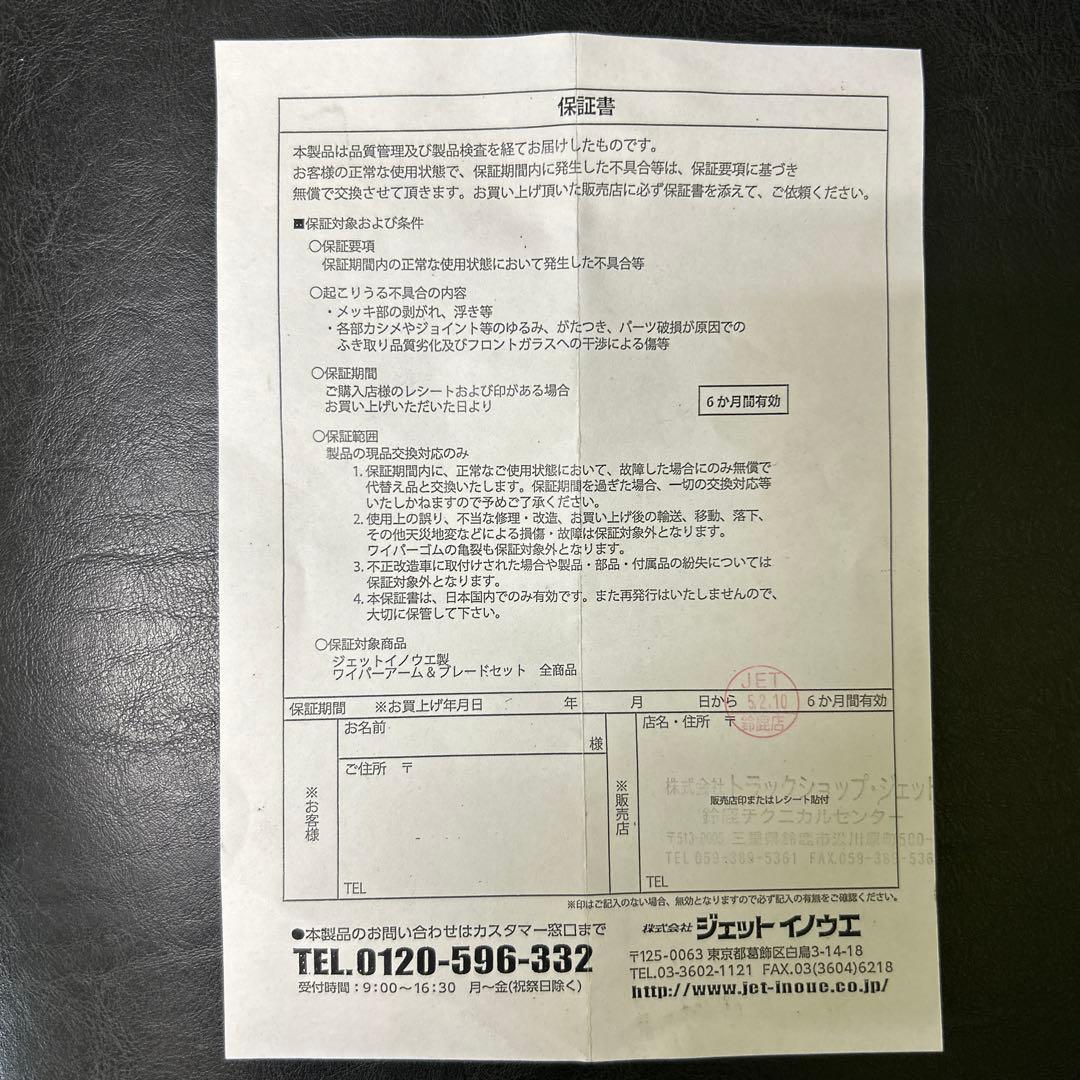 保証書
本製品は品質管理及び製品検査を経てお届けしたものです。
お客様の正常な使用状態で、保証期間内に発生した不具合等は、保証要項に基づき
無償で交換させて頂きます。お買い上げ頂いた販売店に必ず保証書を添えて、ご依頼ください。
■保証対象および条件
〇保証要項
保証期間内の正常な使用状態において発生した不具合等
〇起こりうる不具合の内容
・メッキ部の剥がれ、浮き等
・各部カシメやジョイント等のゆるみ、がたつき、パーツ破損が原因での
ふき取り品質劣化及びフロントガラスへの干渉による傷等
〇保証期間
ご購入店様のレシートおよび印がある場合
お買い上げいただいた日より
6か月間有効
〇保証範囲
製品の現品交換対応のみ
1. 保証期間内に、正常なご使用状態において、故障した場合にのみ無償で
代替え品と交換いたします。保証期間を過ぎた場合、一切の交換対応等
いたしかねますので予めご了承ください。
2. 使用上の誤り、不当な修理・改造、お買い上げ後の輸送、移動、落下、
その他天災地変などによる損傷・故障は保証対象外となります。
ワイパーゴムの亀裂も保証対象外となります。
3. 不正改造車に取付けされた場合や製品・部品・付属品の紛失については
保証対象外となります。
4. 本保証書は、日本国内でのみ有効です。また再発行はいたしませんので、
大切に保管して下さい。
〇保証対象商品
ジェットイノウエ製
ワイパーアーム＆ブレードセット 全商品
保証期間 ※お買上げ年月日 年 月 日から 6か月間有効
JET
5.2.10
鈴鹿店
※お客様
お名前
様
ご住所 〒
TEL
※販売店
店名・住所 〒
株式会社トラックショップ・ジェット
販売店印またはレシート貼付
鈴鹿テクニカルセンター
三重県鈴鹿市
TEL 059-389-5361 FAX.059-389-536
TEL
※印はご記入のない場合、無効となりますので必ず記入の有無をご確認ください。
●本製品のお問い合わせはカスタマー窓口まで
TEL.0120-596-332
受付時間：9:00〜16:30 月〜金(祝祭日除く)
株式会社 ジェットイノウエ
〒125-0063 東京都葛飾区白鳥3-14-18
TEL.03-3602-1121 FAX.03(3604)6218
http://www.jet-inoue.co.jp/